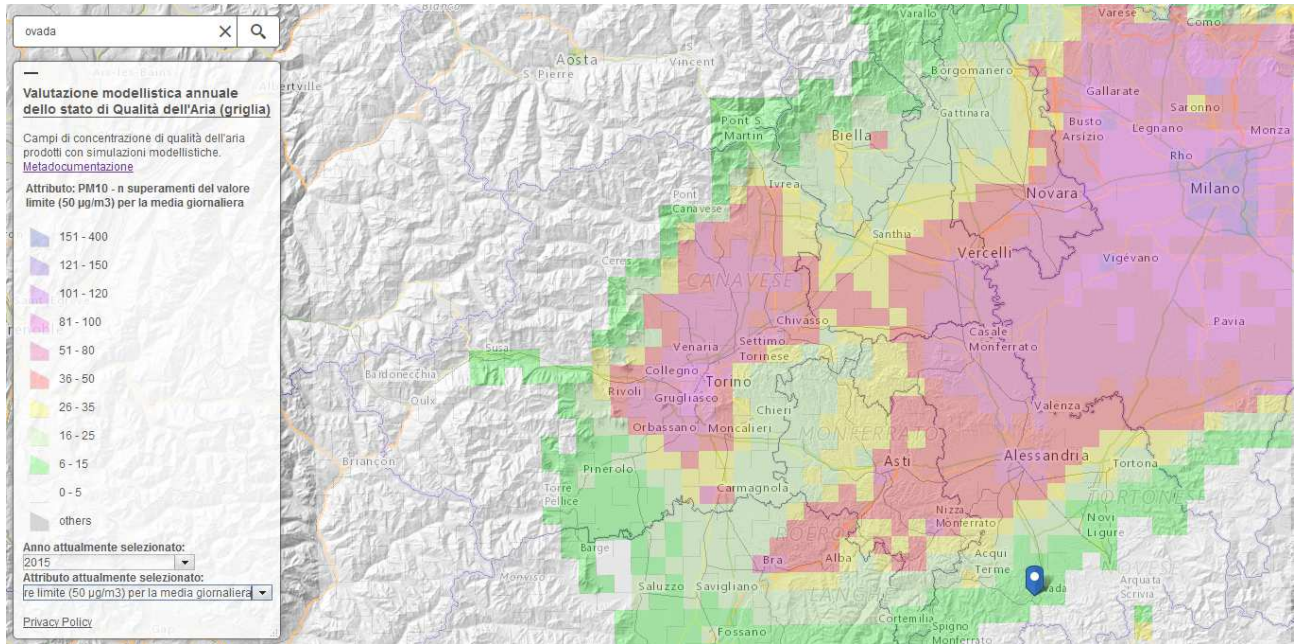 ovada
Valutazione modellistica annuale
dello stato di Qualità dell'Aria (griglia)
Campi di concentrazione di qualità dell'aria
prodotti con simulazioni modellistiche.
Metadocumentazione
Attributo: PM10 - n superamenti del valore
limite (50 µg/m3) per la media giornaliera
151 - 400
121 - 150
101 - 120
81 - 100
51 - 80
36 - 50
26 - 35
16 - 25
6 - 15
0 - 5
others
Anno attualmente selezionato:
2015
Attributo attualmente selezionato:
re limite (50 µg/m3) per la media giornaliera
Privacy Policy
Varallo
Varese
Como
Aosta
S. Pierre
Vincent
Borgomanero
Gallarate
Saronno
Albertville
Gattinara
Busto
Arsizio
Legnano
Monza
Pont S.
Martin
Biella
Rho
Ivrea
Novara
Milano
Pont
Canavese
Santhia
Vercelli
Vigévano
Ceres
CANAVESE
Chivasso
Pavia
Susa
Venaria
Settimo
Torinese
Casale
Monferrato
Bardonecchia
Oulx
Collegno
Torino
Rivoli
Grugliasco
Chieri
Valenza
Orbassano
Moncalieri
MONFERRATO
Briançon
Asti
Alessandria
Pinerolo
Tortona
Torre
Pellice
Carmagnola
Nizza
Monferrato
Novi
Ligure
Barge
Bra
Alba
Acqui
Terme
Monviso
Saluzzo
Savigliano
Arquata
Scrivia
Cortemilia
Fossano
Spigno
Monferrato